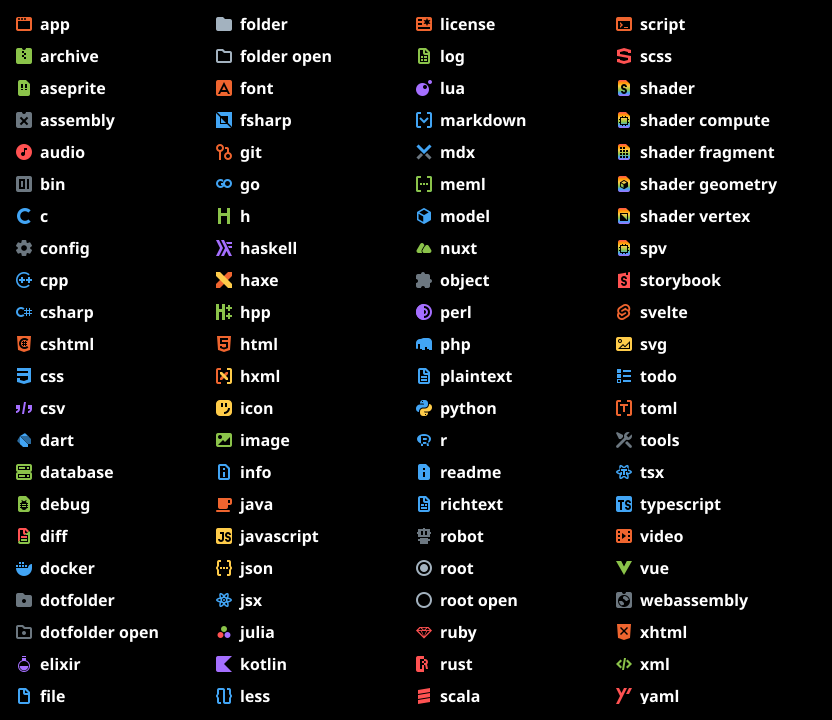 app
archive
aseprite
assembly
audio
bin
c
config
cpp
csharp
cshtml
css
csv
dart
database
debug
diff
docker
dotfolder
dotfolder open
elixir
file
folder
folder open
font
fsharp
git
go
h
haskell
haxe
hpp
html
hxml
icon
image
info
java
javascript
json
jsx
julia
kotlin
less
license
log
lua
markdown
mdx
meml
model
nuxt
object
perl
php
plaintext
python
r
readme
richtext
robot
root
root open
ruby
rust
scala
script
scss
shader
shader compute
shader fragment
shader geometry
shader vertex
spv
storybook
svelte
svg
todo
toml
tools
tsx
typescript
video
vue
webassembly
xhtml
xml
yaml